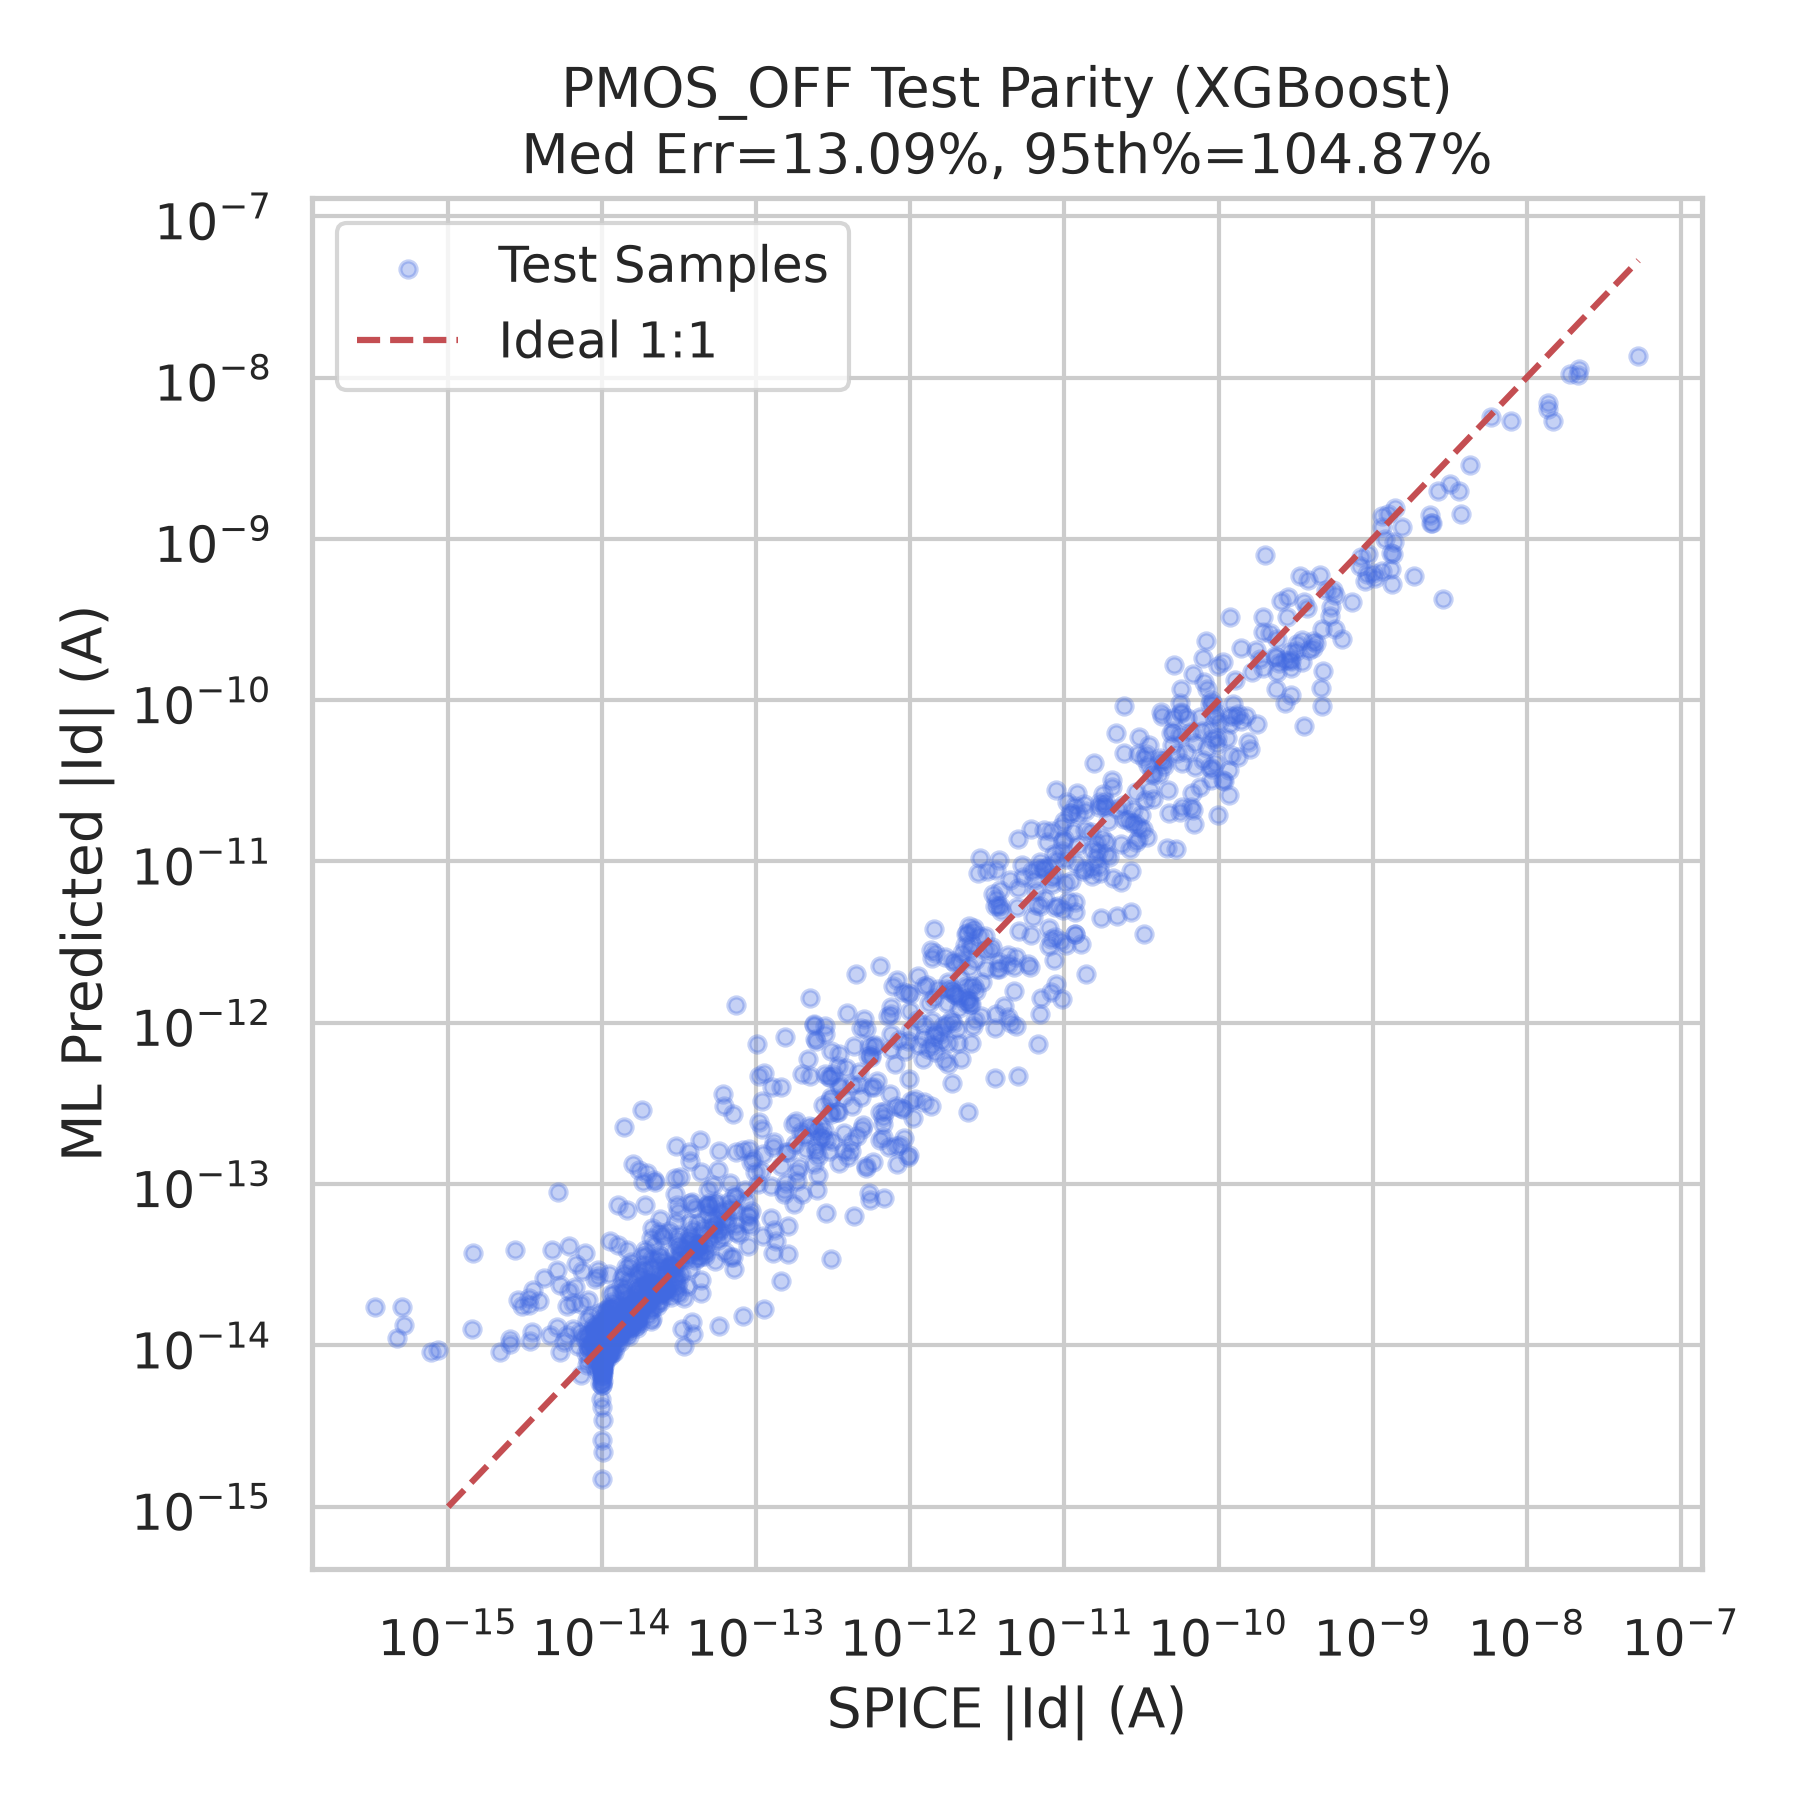 PMOS_OFF Test Parity (XGBoost)
Med Err=13.09%, 95th%=104.87%
Test Samples
Ideal 1:1
10⁻⁷
10⁻⁸
10⁻⁹
10⁻¹⁰
10⁻¹¹
10⁻¹²
10⁻¹³
10⁻¹⁴
10⁻¹⁵
ML Predicted |Id| (A)
10⁻¹⁵ 10⁻¹⁴ 10⁻¹³ 10⁻¹² 10⁻¹¹ 10⁻¹⁰ 10⁻⁹ 10⁻⁸ 10⁻⁷
SPICE |Id| (A)